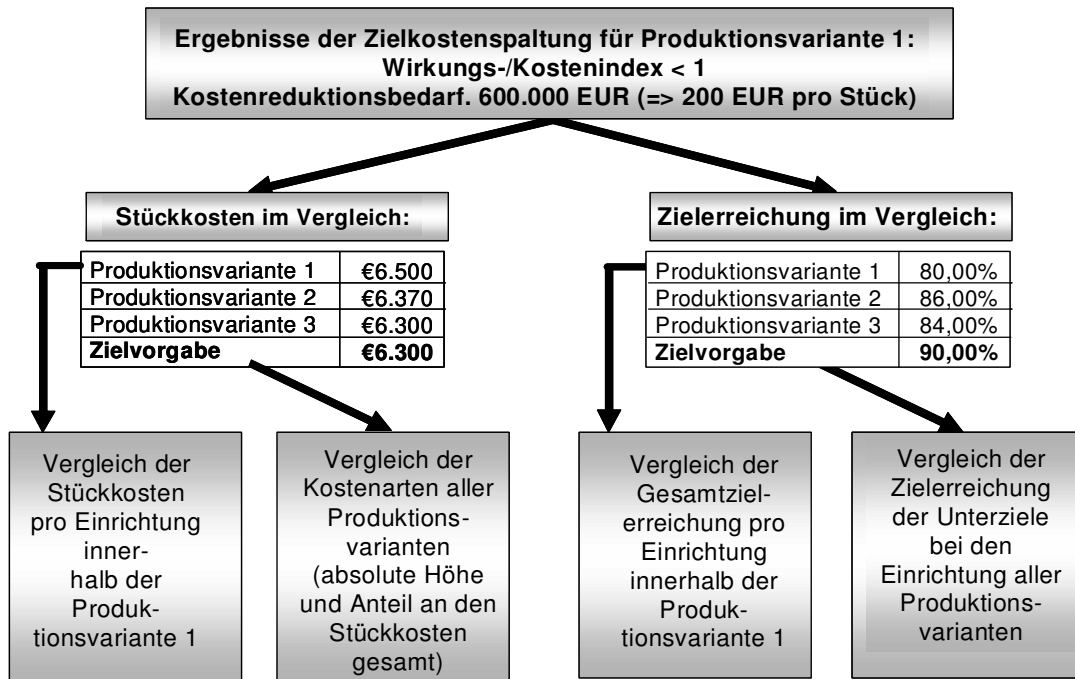 Ergebnisse der Zielkostenspaltung für Produktionsvariante 1:
Wirkungs-/Kostenindex < 1
Kostenreduktionsbedarf. 600.000 EUR (=> 200 EUR pro Stück)
Stückkosten im Vergleich:
Produktionsvariante 1 €6.500
Produktionsvariante 2 €6.370
Produktionsvariante 3 €6.300
Zielvorgabe €6.300
Zielerreichung im Vergleich:
Produktionsvariante 1 80,00%
Produktionsvariante 2 86,00%
Produktionsvariante 3 84,00%
Zielvorgabe 90,00%
Vergleich der
Stückkosten
pro Einrichtung
inner-
halb der
Produk-
tionsvariante 1
Vergleich der
Kostenarten aller
Produktions-
varianten
(absolute Höhe
und Anteil an den
Stückkosten
gesamt)
Vergleich der
Gesamtziel-
erreichung pro
Einrichtung
innerhalb der
Produk-
tionsvariante 1
Vergleich der
Zielerreichung
der Unterziele
bei den
Einrichtung aller
Produktions-
varianten